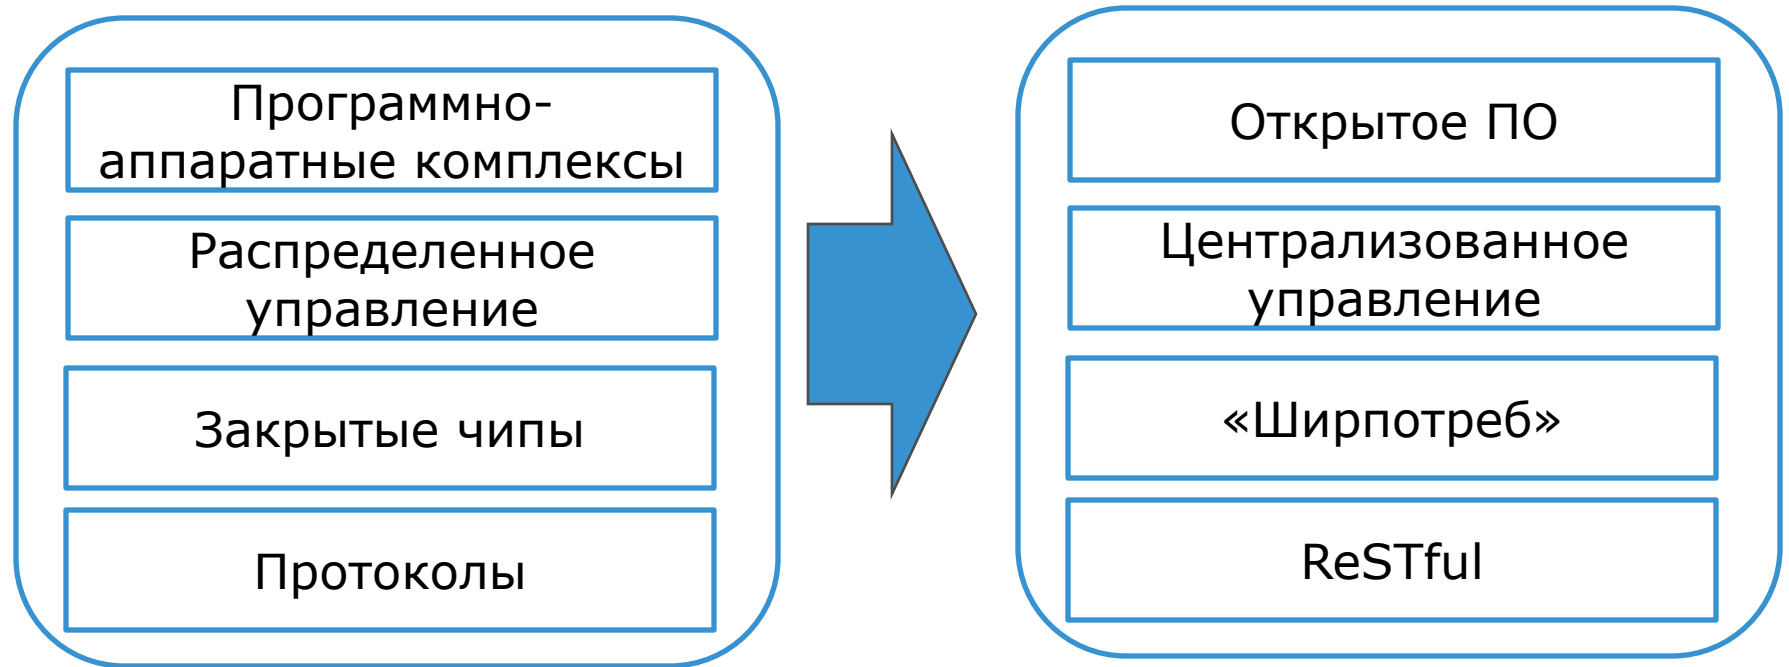 Программно-
аппаратные комплексы
Распределенное
управление
Закрытые чипы
Протоколы
Открытое ПО
Централизованное
управление
«Ширпотреб»
ReSTful